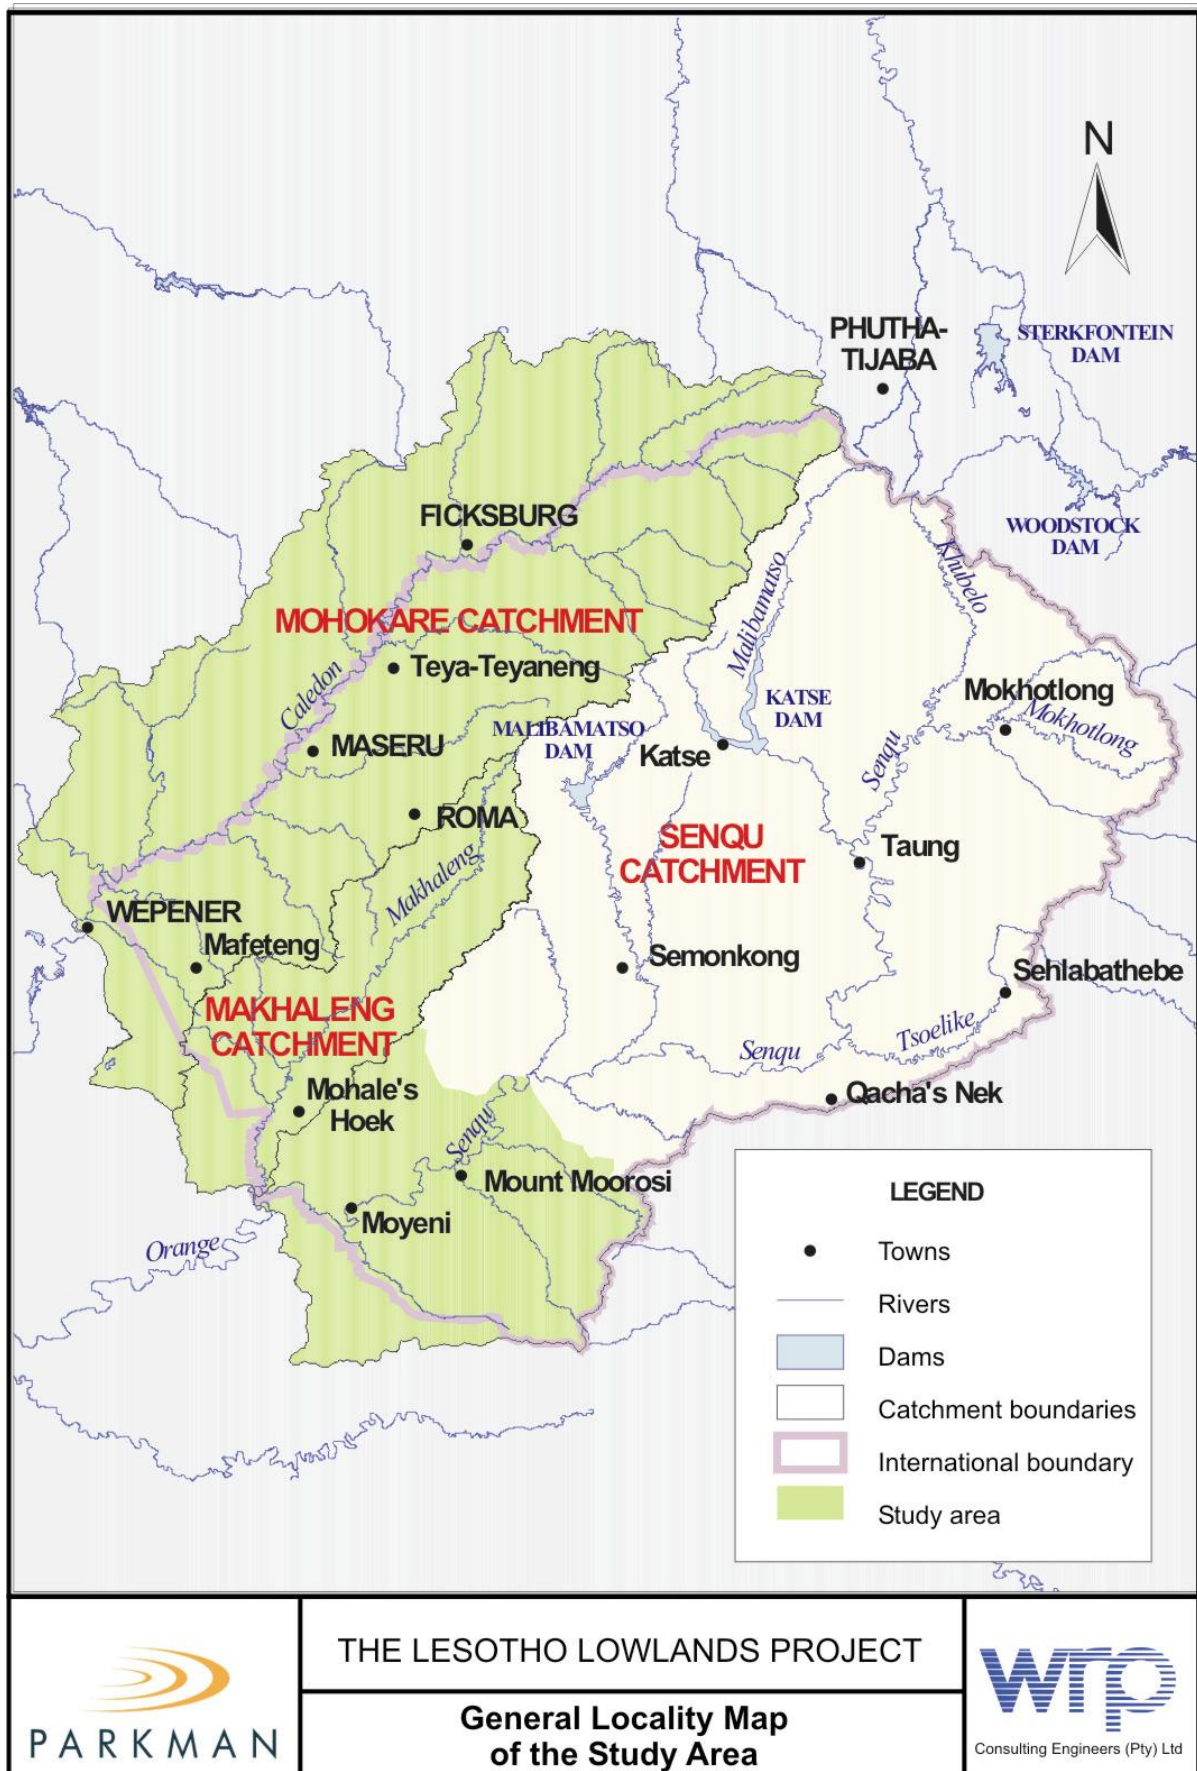 N
PHUTHA-
TIJABA
STERKFONTEIN
DAM
FICKSBURG
WOODSTOCK
DAM
Khubelo
Malibamatso
MOHOKARE CATCHMENT
Teya-Teyaneng
Caledon
KATSE
DAM
Mokhotlong
Mokhotlong
MALIBAMATSO
DAM
MASERU
Katse
Senqu
ROMA
SENQU
CATCHMENT
Taung
Makhaleng
WEPENER
Mafeteng
Semonkong
Sehlabathebe
MAKHALENG
CATCHMENT
Senqu
Tsoelike
Mohale's
Hoek
Qacha's Nek
Senqu
Mount Moorosi
Moyeni
Orange
LEGEND
Towns
Rivers
Dams
Catchment boundaries
International boundary
Study area
PARKMAN
THE LESOTHO LOWLANDS PROJECT
General Locality Map
of the Study Area
wrp
Consulting Engineers (Pty) Ltd